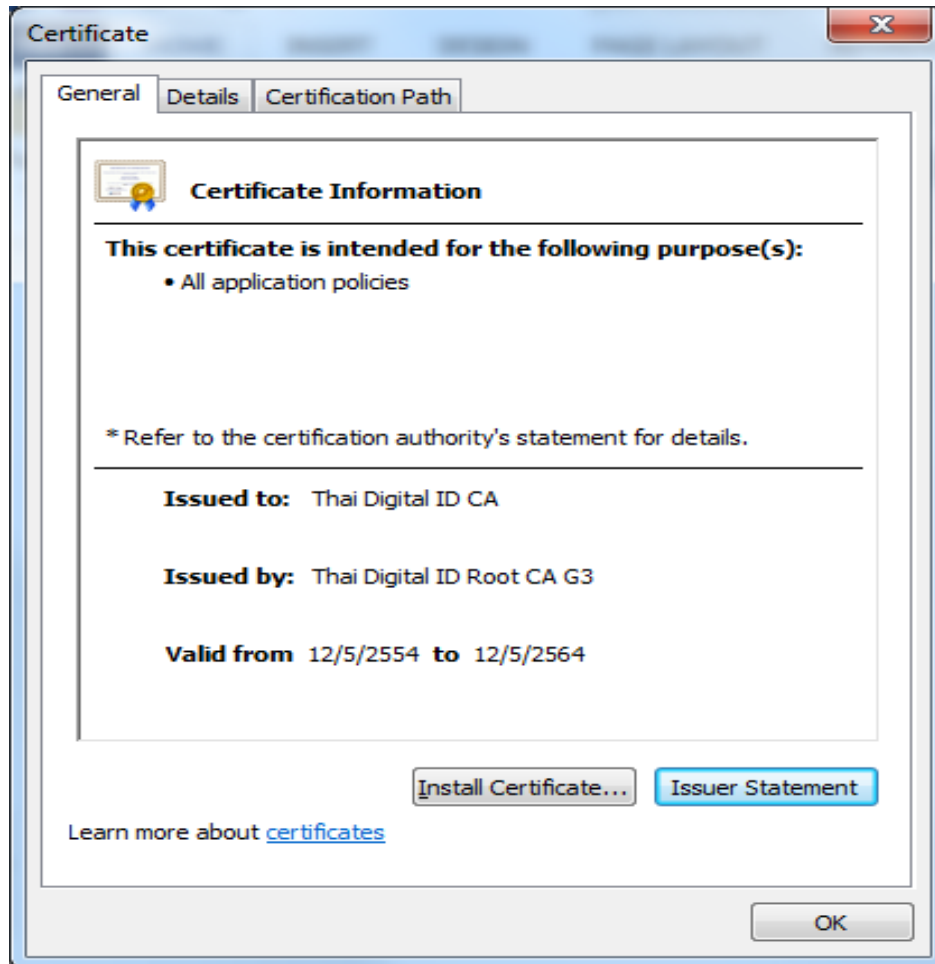 Certificate
General Details Certification Path
Certificate Information
This certificate is intended for the following purpose(s):
• All application policies
* Refer to the certification authority's statement for details.
Issued to: Thai Digital ID CA
Issued by: Thai Digital ID Root CA G3
Valid from 12/5/2554 to 12/5/2564
Install Certificate... Issuer Statement
Learn more about certificates
OK